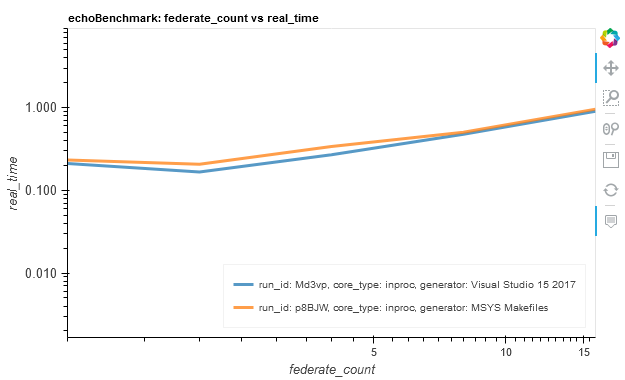 echoBenchmark: federate_count vs real_time
1.000
0.100
0.010
real_time
run_id: Md3vp, core_type: inproc, generator: Visual Studio 15 2017
run_id: p8BJW, core_type: inproc, generator: MSYS Makefiles
5
10
15
federate_count